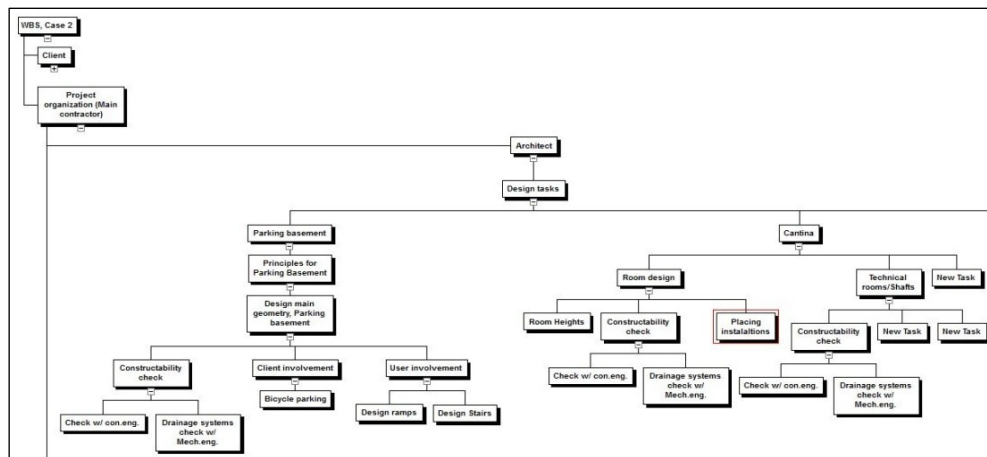 WBS, Case 2
Client
Project
organization (Main
contractor)
Architect
Design tasks
Parking basement
Cantina
Principles for
Parking Basement
Room design
Technical
rooms/Shafts
New Task
Design main
geometry, Parking
basement
Room Heights
Constructability
check
Placing
instalaltions
Constructability
check
New Task
New Task
Constructability
check
Client involvement
User involvement
Check w/ con.eng.
Drainage systems
check w/
Mech.eng.
Check w/ con.eng.
Drainage systems
check w/
Mech.eng.
Bicycle parking
Design ramps
Design Stairs
Check w/ con.eng.
Drainage systems
check w/
Mech.eng.